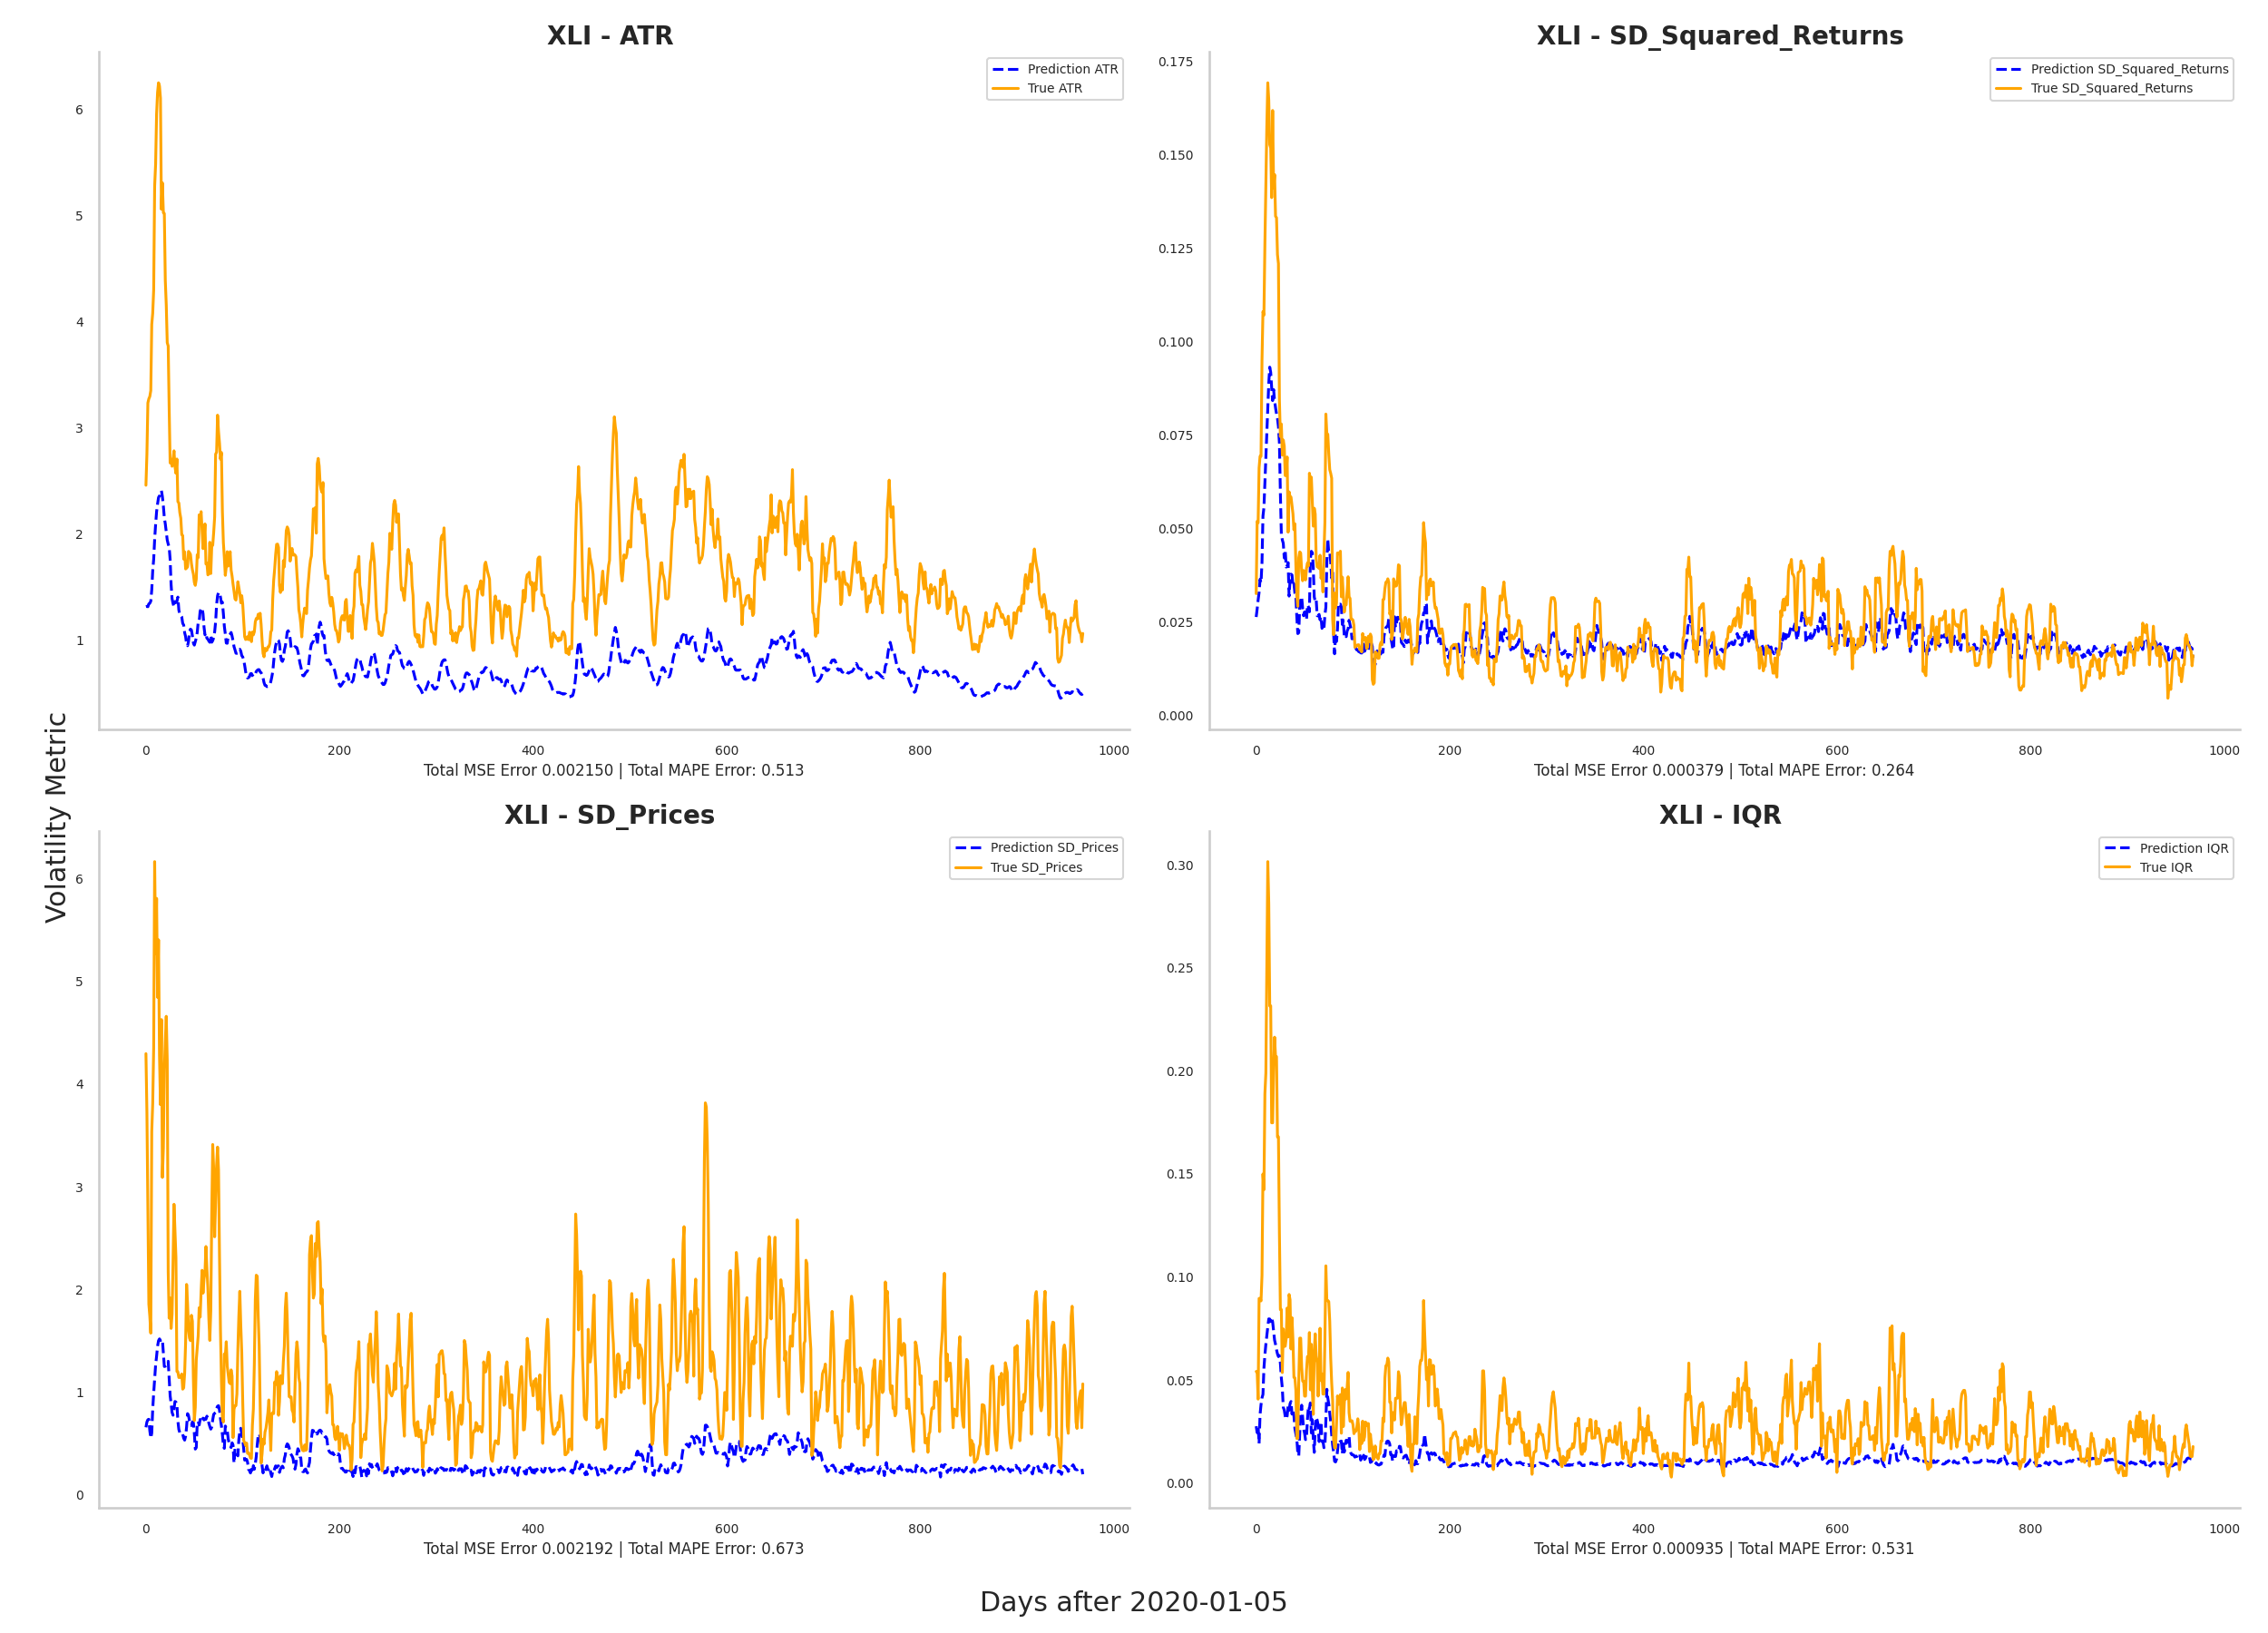 XLI - ATR
Prediction ATR
True ATR
6
5
4
3
2
1
0 200 400 600 800 1000
Total MSE Error 0.002150 | Total MAPE Error: 0.513
XLI - SD_Squared_Returns
Prediction SD_Squared_Returns
True SD_Squared_Returns
0.175
0.150
0.125
0.100
0.075
0.050
0.025
0.000
0 200 400 600 800 1000
Total MSE Error 0.000379 | Total MAPE Error: 0.264
Volatility Metric
XLI - SD_Prices
Prediction SD_Prices
True SD_Prices
6
5
4
3
2
1
0
0 200 400 600 800 1000
Total MSE Error 0.002192 | Total MAPE Error: 0.673
XLI - IQR
Prediction IQR
True IQR
0.30
0.25
0.20
0.15
0.10
0.05
0.00
0 200 400 600 800 1000
Total MSE Error 0.000935 | Total MAPE Error: 0.531
Days after 2020-01-05